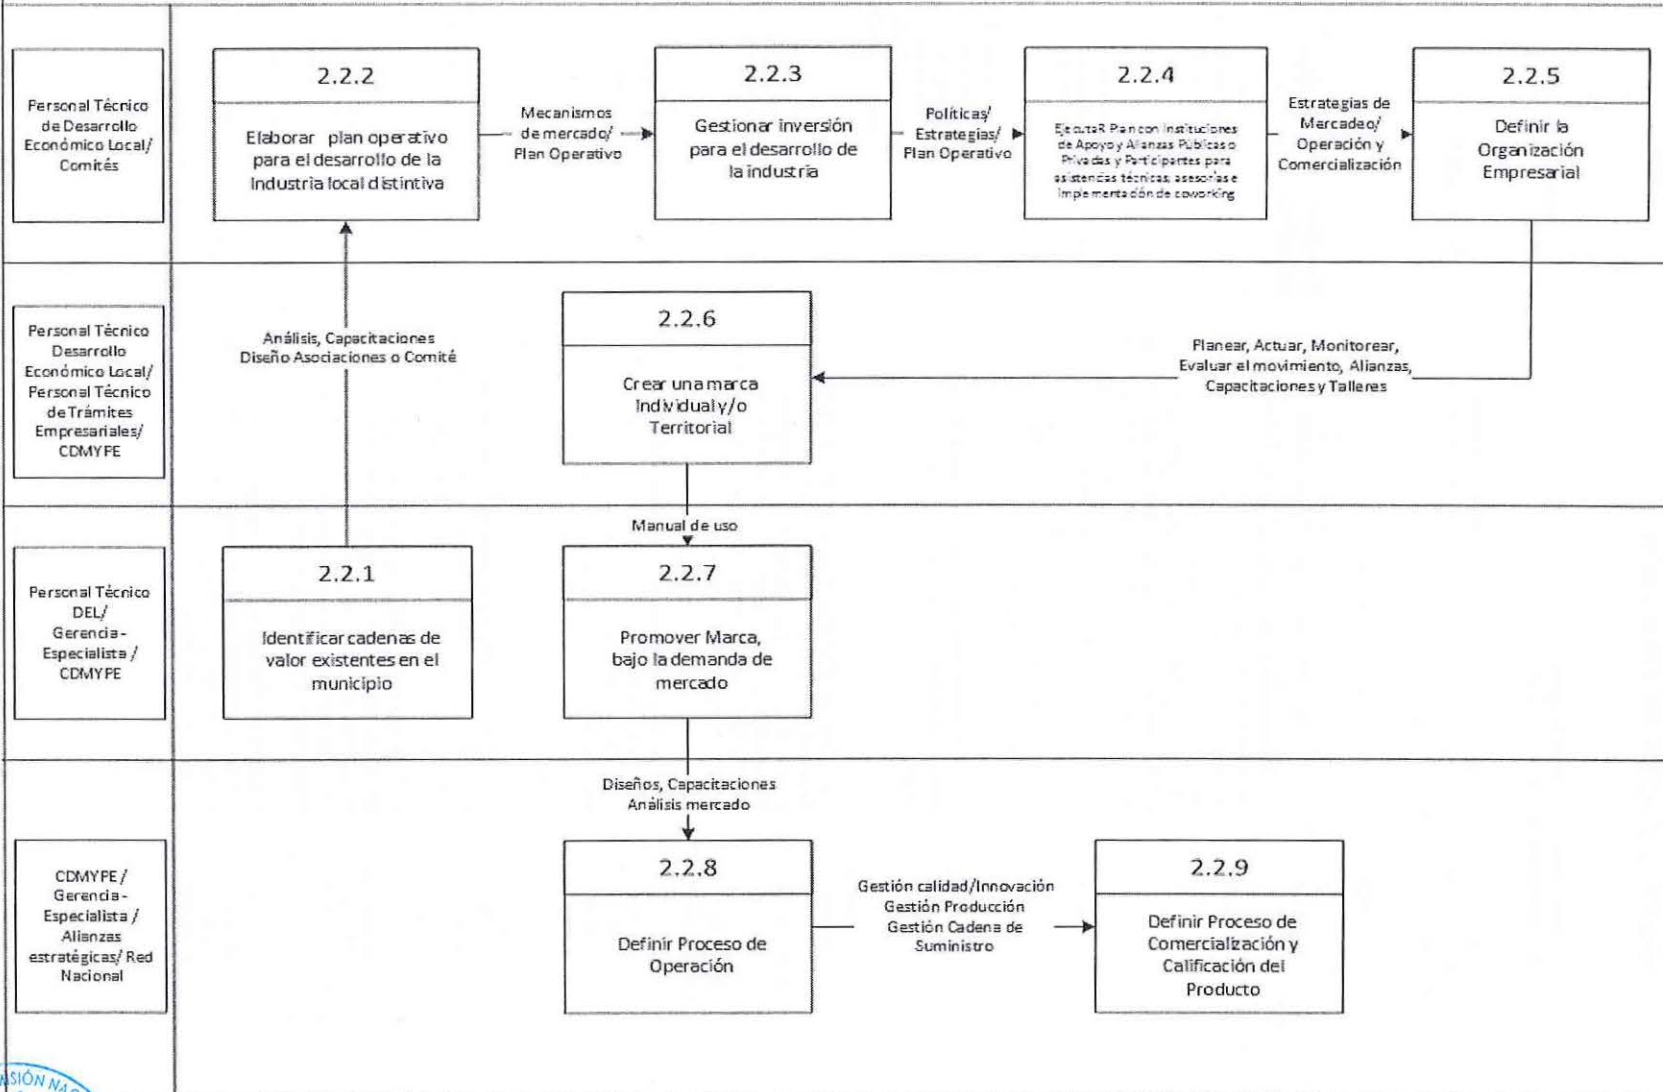 Personal Técnico
de Desarrollo
Económico Local/
Comités
2.2.2
Elaborar plan operativo
para el desarrollo de la
Industria local distintiva
Mecanismos
de mercado/
Plan Operativo
2.2.3
Gestionar inversión
para el desarrollo de
la industria
Políticas/
Estrategias/
Plan Operativo
2.2.4
EjecutaR Plan con Instituciones
de Apoyo y Alianzas Públicas o
Privadas y Participantes para
asistencias técnicas, asesorías e
Implementación de coworking
Estrategias de
Mercadeo/
Operación y
Comercialización
2.2.5
Definir la
Organización
Empresarial
Personal Técnico
Desarrollo
Económico Local/
Personal Técnico
de Trámites
Empresariales/
CDMYPE
Análisis, Capacitaciones
Diseño Asociaciones o Comité
2.2.6
Crear una marca
Individual y/o
Territorial
Planear, Actuar, Monitorear,
Evaluar el movimiento, Alianzas,
Capacitaciones y Talleres
Manual de uso
Personal Técnico
DEL/
Gerencia-
Especialista /
CDMYPE
2.2.1
Identificar cadenas de
valor existentes en el
municipio
2.2.7
Promover Marca,
bajo la demanda de
mercado
Diseños, Capacitaciones
Análisis mercado
CDMYPE /
Gerencia-
Especialista /
Alianzas
estratégicas/ Red
Nacional
2.2.8
Definir Proceso de
Operación
Gestión calidad/Innovación
Gestión Producción
Gestión Cadena de
Suministro
2.2.9
Definir Proceso de
Comercialización y
Calificación del
Producto